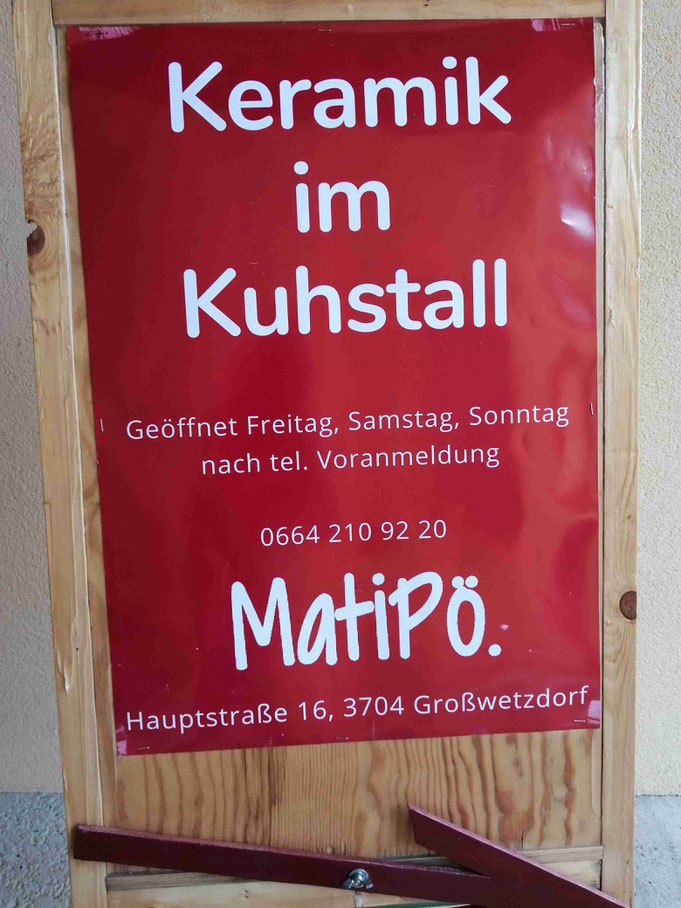 Keramik
im
Kuhstall
Geöffnet Freitag, Samstag, Sonntag
nach tel. Voranmeldung
0664 210 92 20
MatiPö.
Hauptstraße 16, 3704 Großwetzdorf